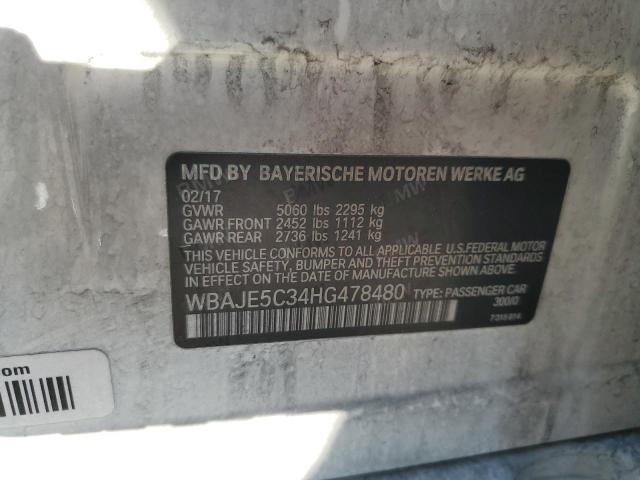 MFD BY BAYERISCHE MOTOREN WERKE AG
02/17
GVWR 5060 lbs 2295 kg
GAWR FRONT 2452 lbs 1112 kg
GAWR REAR 2736 lbs 1241 kg
THIS VEHICLE CONFORMS TO ALL APPLICABLE U.S.FEDERAL MOTOR
VEHICLE SAFETY, BUMPER AND THEFT PREVENTION STANDARDS
IN EFFECT ON THE DATE OF MANUFACTURE SHOWN ABOVE.
WBAJE5C34HG478480 TYPE: PASSENGER CAR
300/0
om